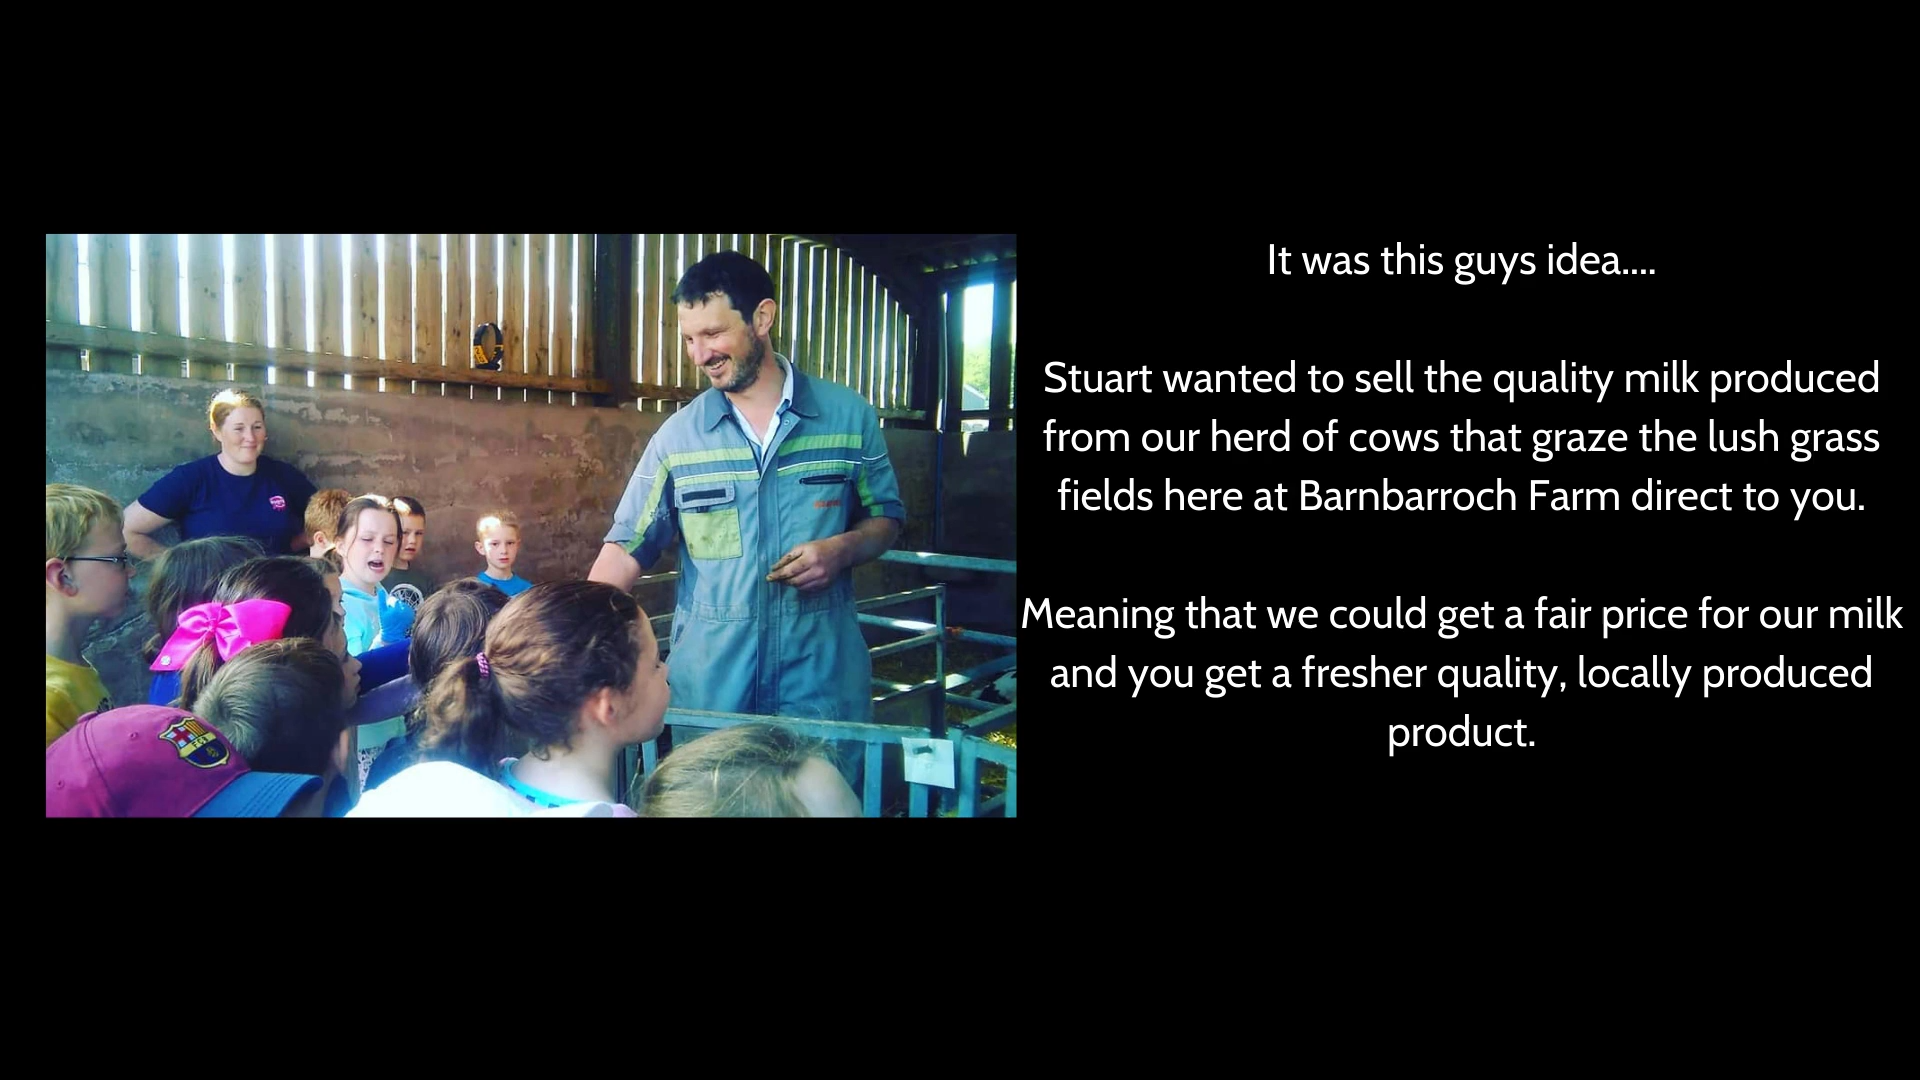 It was this guys idea....
Stuart wanted to sell the quality milk produced
from our herd of cows that graze the lush grass
fields here at Barnbarroch Farm direct to you.
Meaning that we could get a fair price for our milk
and you get a fresher quality, locally produced
product.
FCB